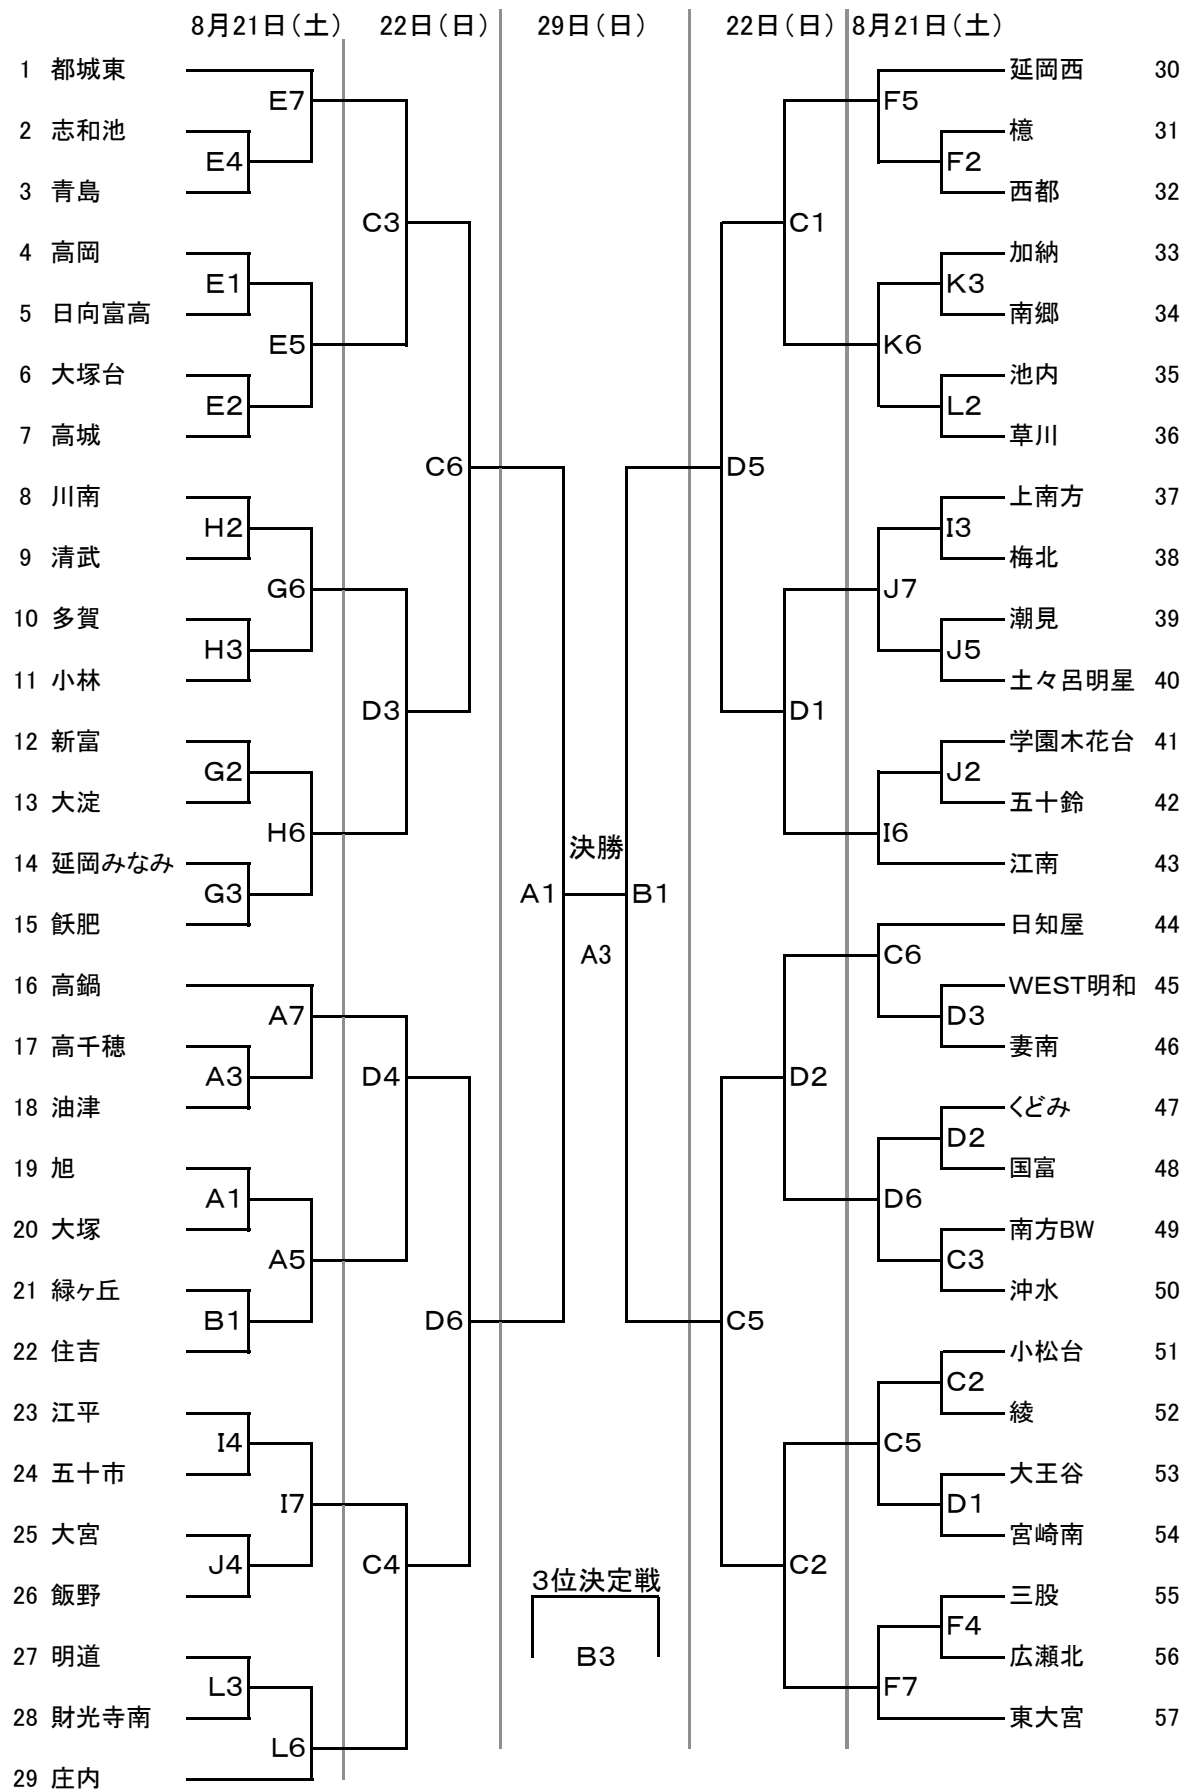 8月21日(土) 22日(日) 29日(日) 22日(日) 8月21日(土)
1 都城東 延岡西 30
E7 F5
2 志和池 檍 31
E4 F2
3 青島 西都 32
C3 C1
4 高岡 加納 33
E1 K3
5 日向富高 南郷 34
E5 K6
6 大塚台 池内 35
E2 L2
7 高城 草川 36
C6 D5
8 川南 上南方 37
H2 I3
9 清武 梅北 38
G6 J7
10 多賀 潮見 39
H3 J5
11 小林 土々呂明星 40
D3 D1
12 新富 学園木花台 41
G2 J2
13 大淀 五十鈴 42
H6 I6
決勝
14 延岡みなみ 江南 43
G3 A1 B1
15 飫肥 日知屋 44
A3 C6
16 高鍋 WEST明和 45
A7 D3
17 高千穂 妻南 46
A3 D4 D2
18 油津 くどみ 47
D2
19 旭 国富 48
A1 D6
20 大塚 南方BW 49
A5 C3
21 緑ヶ丘 沖水 50
B1 D6 C5
22 住吉 小松台 51
C2
23 江平 綾 52
I4 C5
24 五十市 大王谷 53
I7 D1
25 大宮 宮崎南 54
J4 C4 C2
3位決定戦
26 飯野 三股 55
F4
27 明道 B3 広瀬北 56
L3 F7
28 財光寺南 東大宮 57
L6
29 庄内